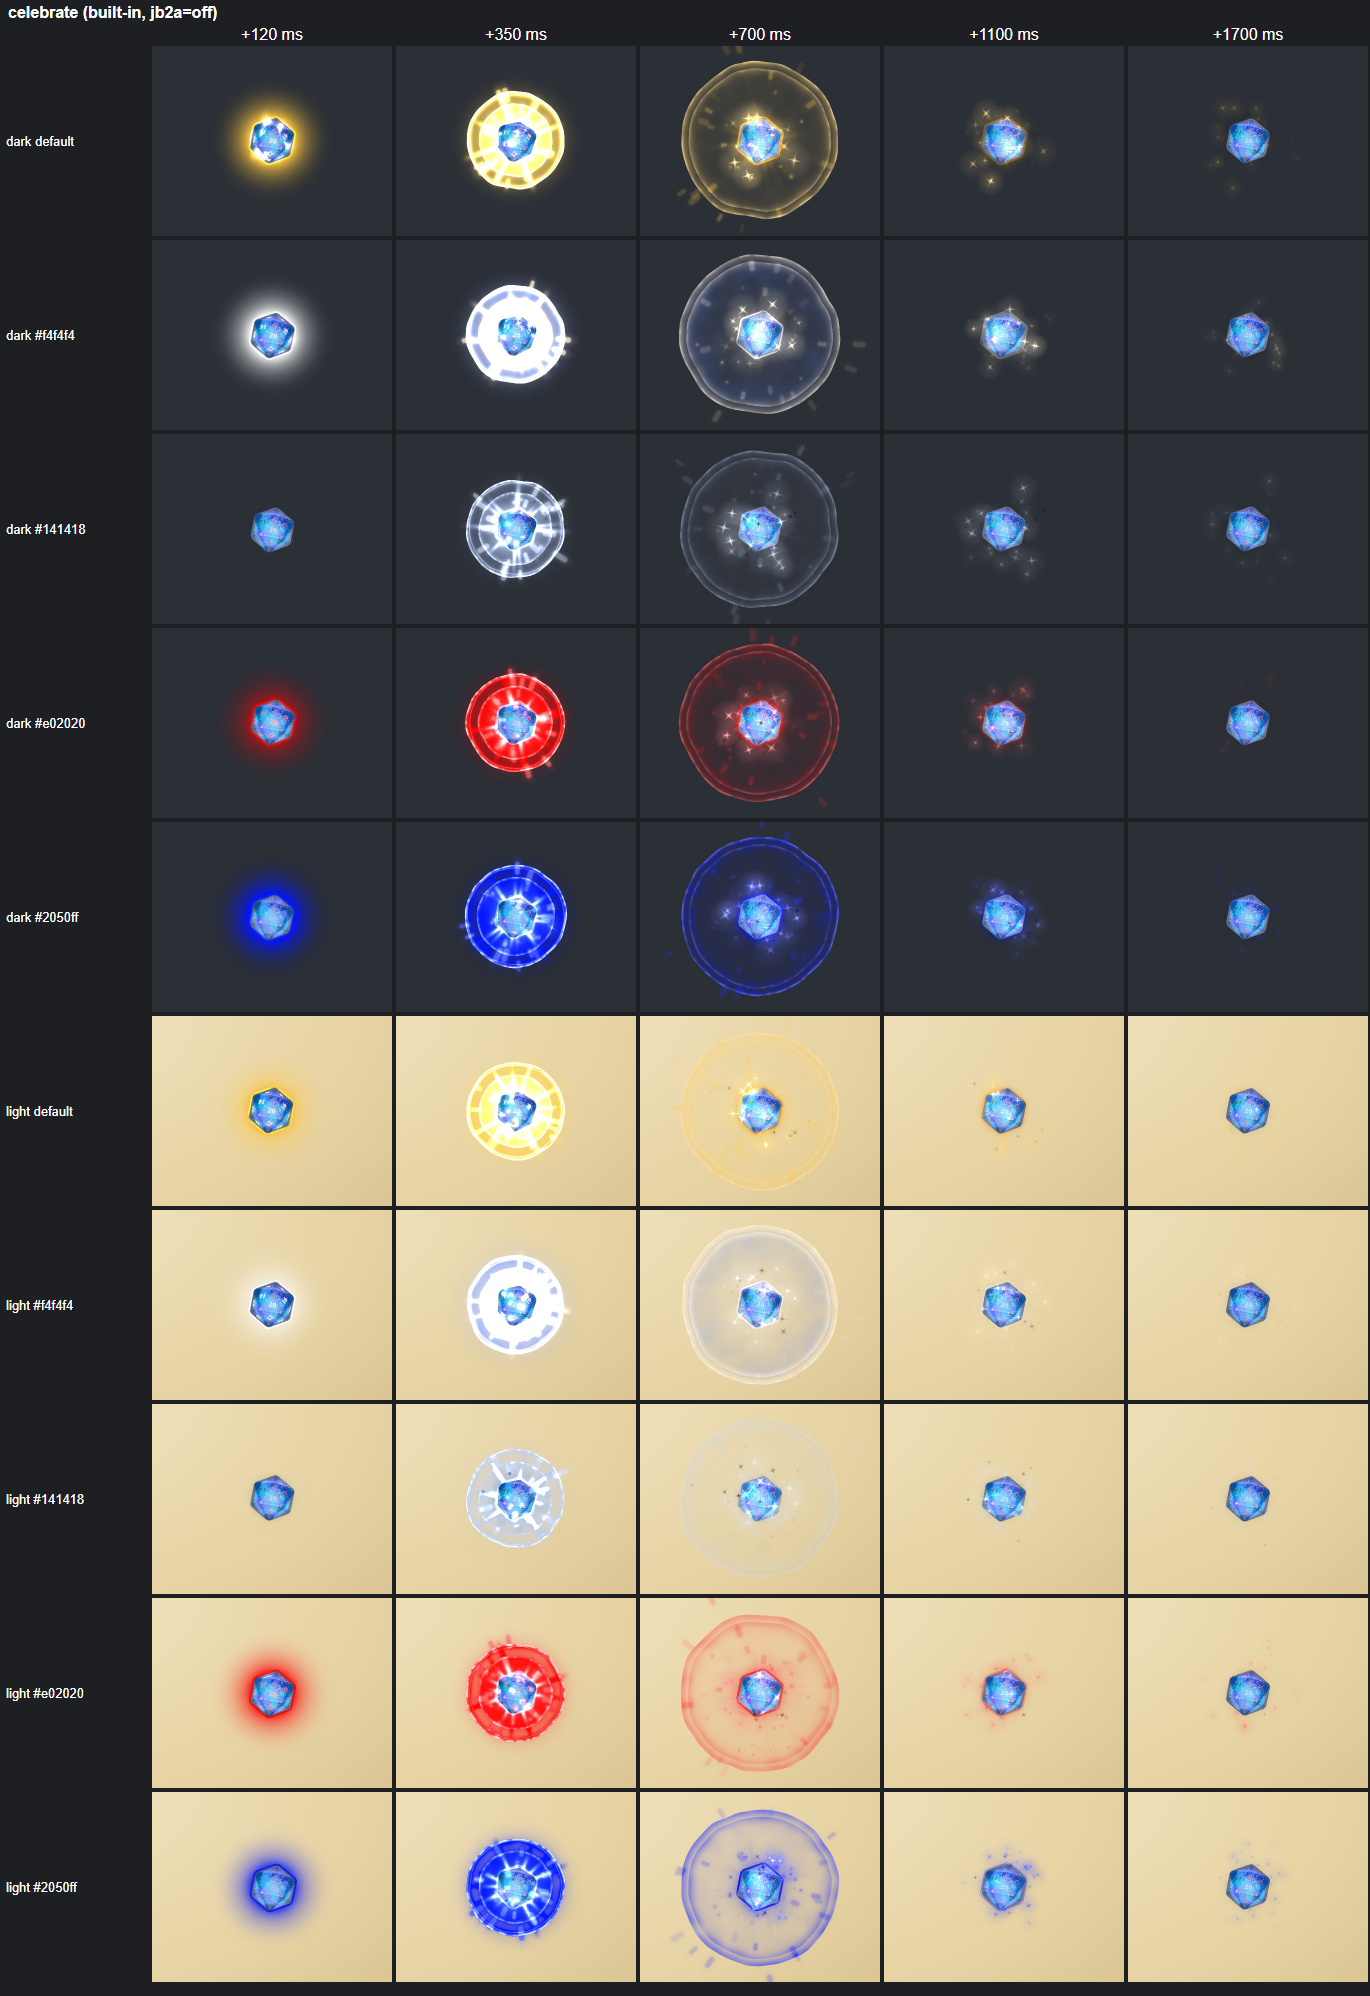 celebrate (built-in, jb2a=off)
+120 ms +350 ms +700 ms +1100 ms +1700 ms
dark default
dark #f4f4f4
dark #141418
dark #e02020
dark #2050ff
light default
light #f4f4f4
light #141418
light #e02020
light #2050ff